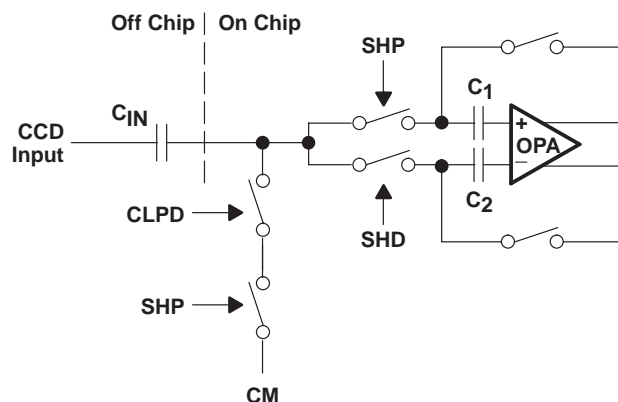 Off Chip
On Chip
SHP
C1
CIN
CCD
Input
+
OPA
–
C2
CLPD
SHD
SHP
CM